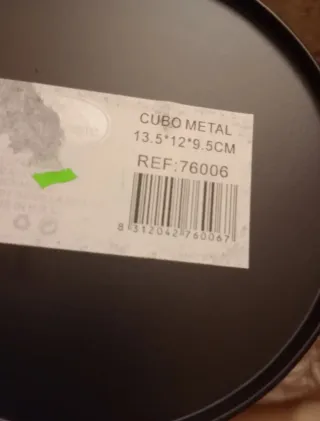 CUBO METAL
13.5*12*9.5CM
REF:76006
8 312042 760067